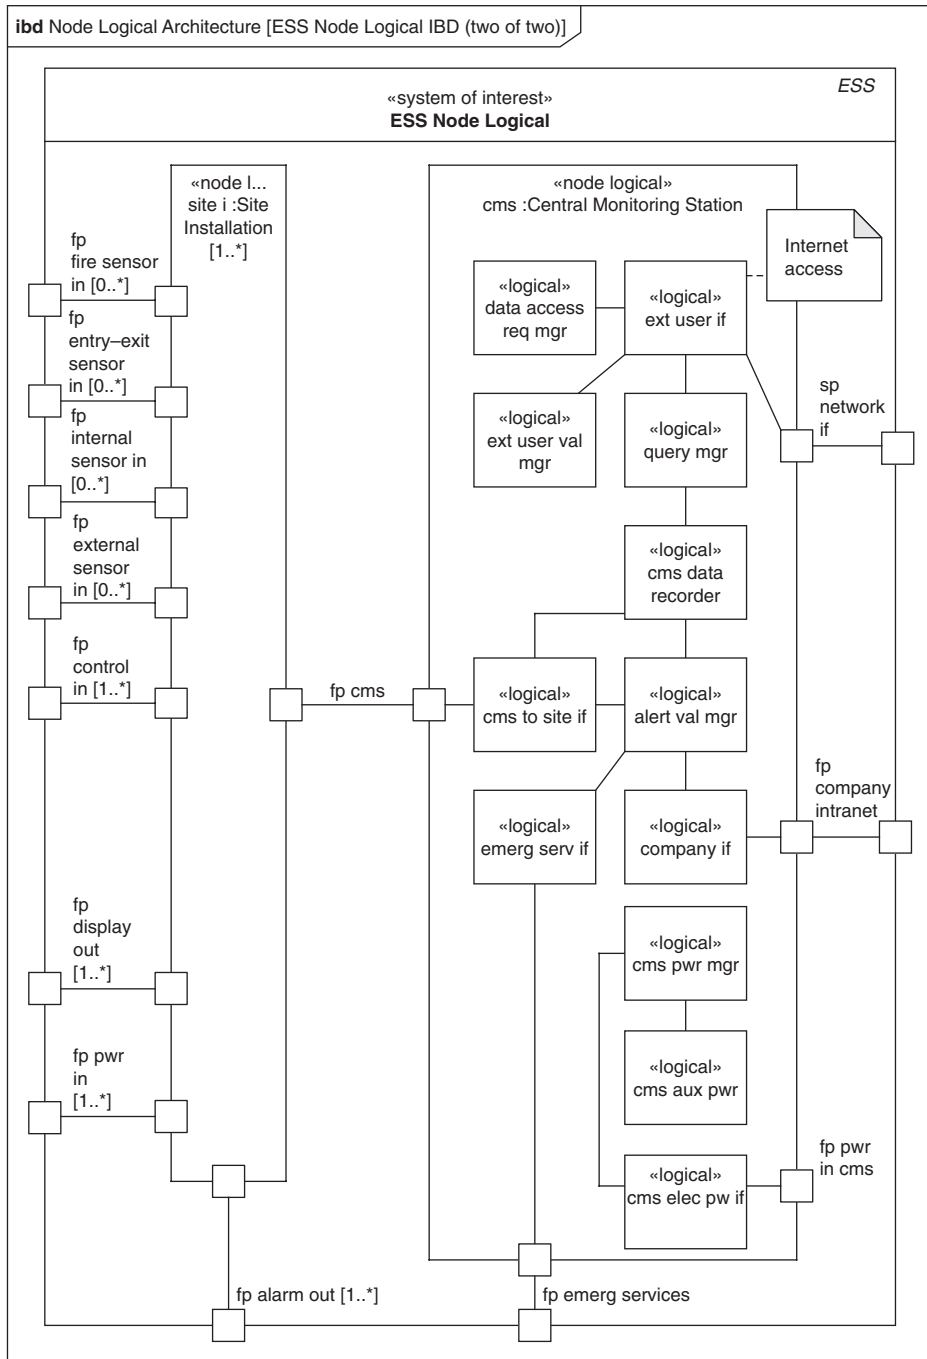 ibd Node Logical Architecture [ESS Node Logical IBD (two of two)]
ESS
«system of interest»
ESS Node Logical
«node l...
site i :Site
Installation
[1..*]
«node logical»
cms :Central Monitoring Station
fp
fire sensor
in [0..*]
fp
entry–exit
sensor
in [0..*]
fp
internal
sensor in
[0..*]
fp
external
sensor
in [0..*]
fp
control
in [1..*]
fp
display
out
[1..*]
fp pwr
in
[1..*]
fp alarm out [1..*]
fp cms
Internet
access
«logical»
data access
req mgr
«logical»
ext user if
«logical»
ext user val
mgr
«logical»
query mgr
sp
network
if
«logical»
cms data
recorder
«logical»
cms to site if
«logical»
alert val mgr
«logical»
emerg serv if
«logical»
company if
fp
company
intranet
«logical»
cms pwr mgr
«logical»
cms aux pwr
«logical»
cms elec pw if
fp pwr
in cms
fp emerg services